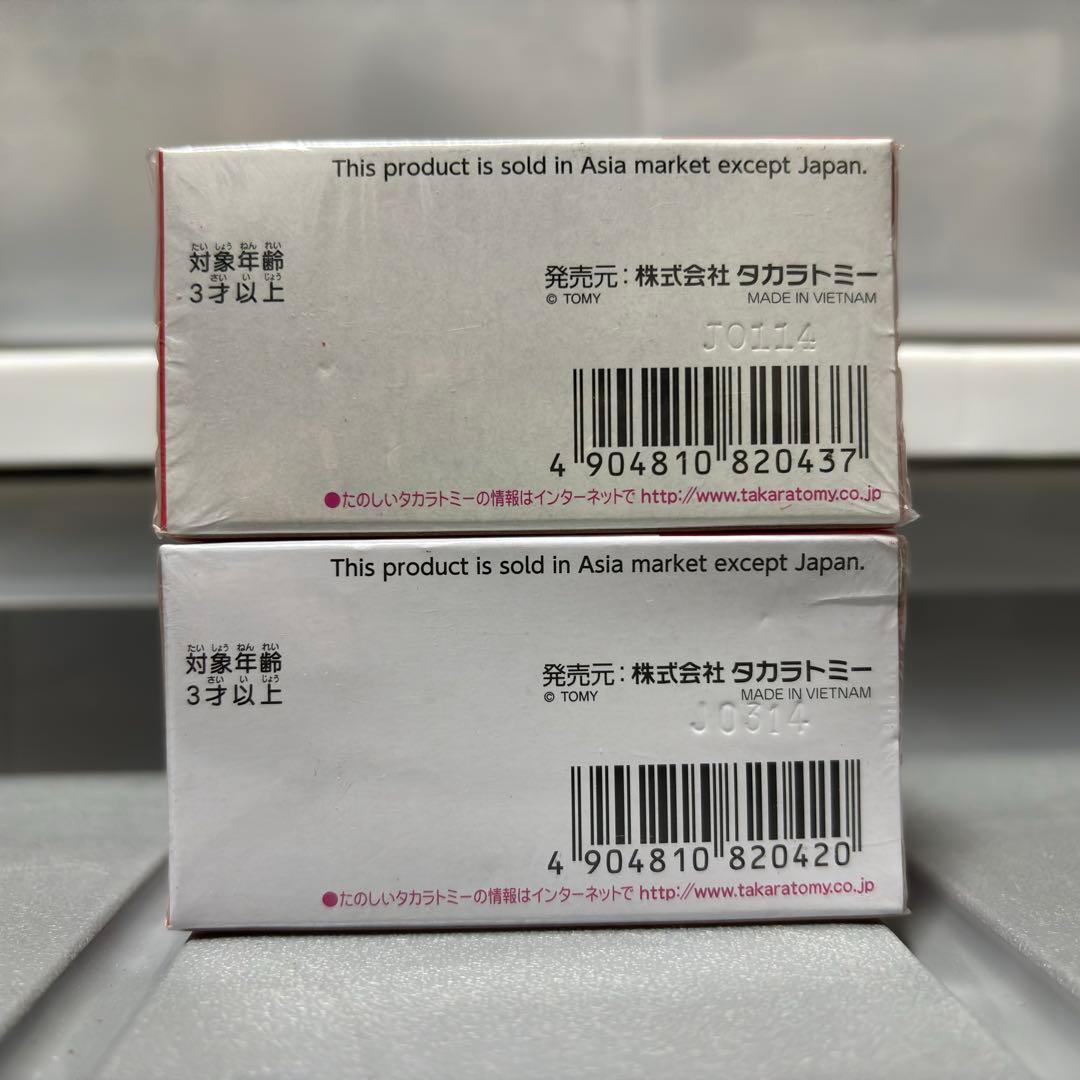 This product is sold in Asia market except Japan.
たい しょう ねん れい
対象年齢
さい い じょう
3才以上
発売元：株式会社 タカラトミー
© TOMY MADE IN VIETNAM
J0114
4 904810 820437
●たのしいタカラトミーの情報はインターネットで http://www.takaratomy.co.jp
This product is sold in Asia market except Japan.
たい しょう ねん れい
対象年齢
さい い じょう
3才以上
発売元：株式会社 タカラトミー
© TOMY MADE IN VIETNAM
J0314
4 904810 820420
●たのしいタカラトミーの情報はインターネットで http://www.takaratomy.co.jp